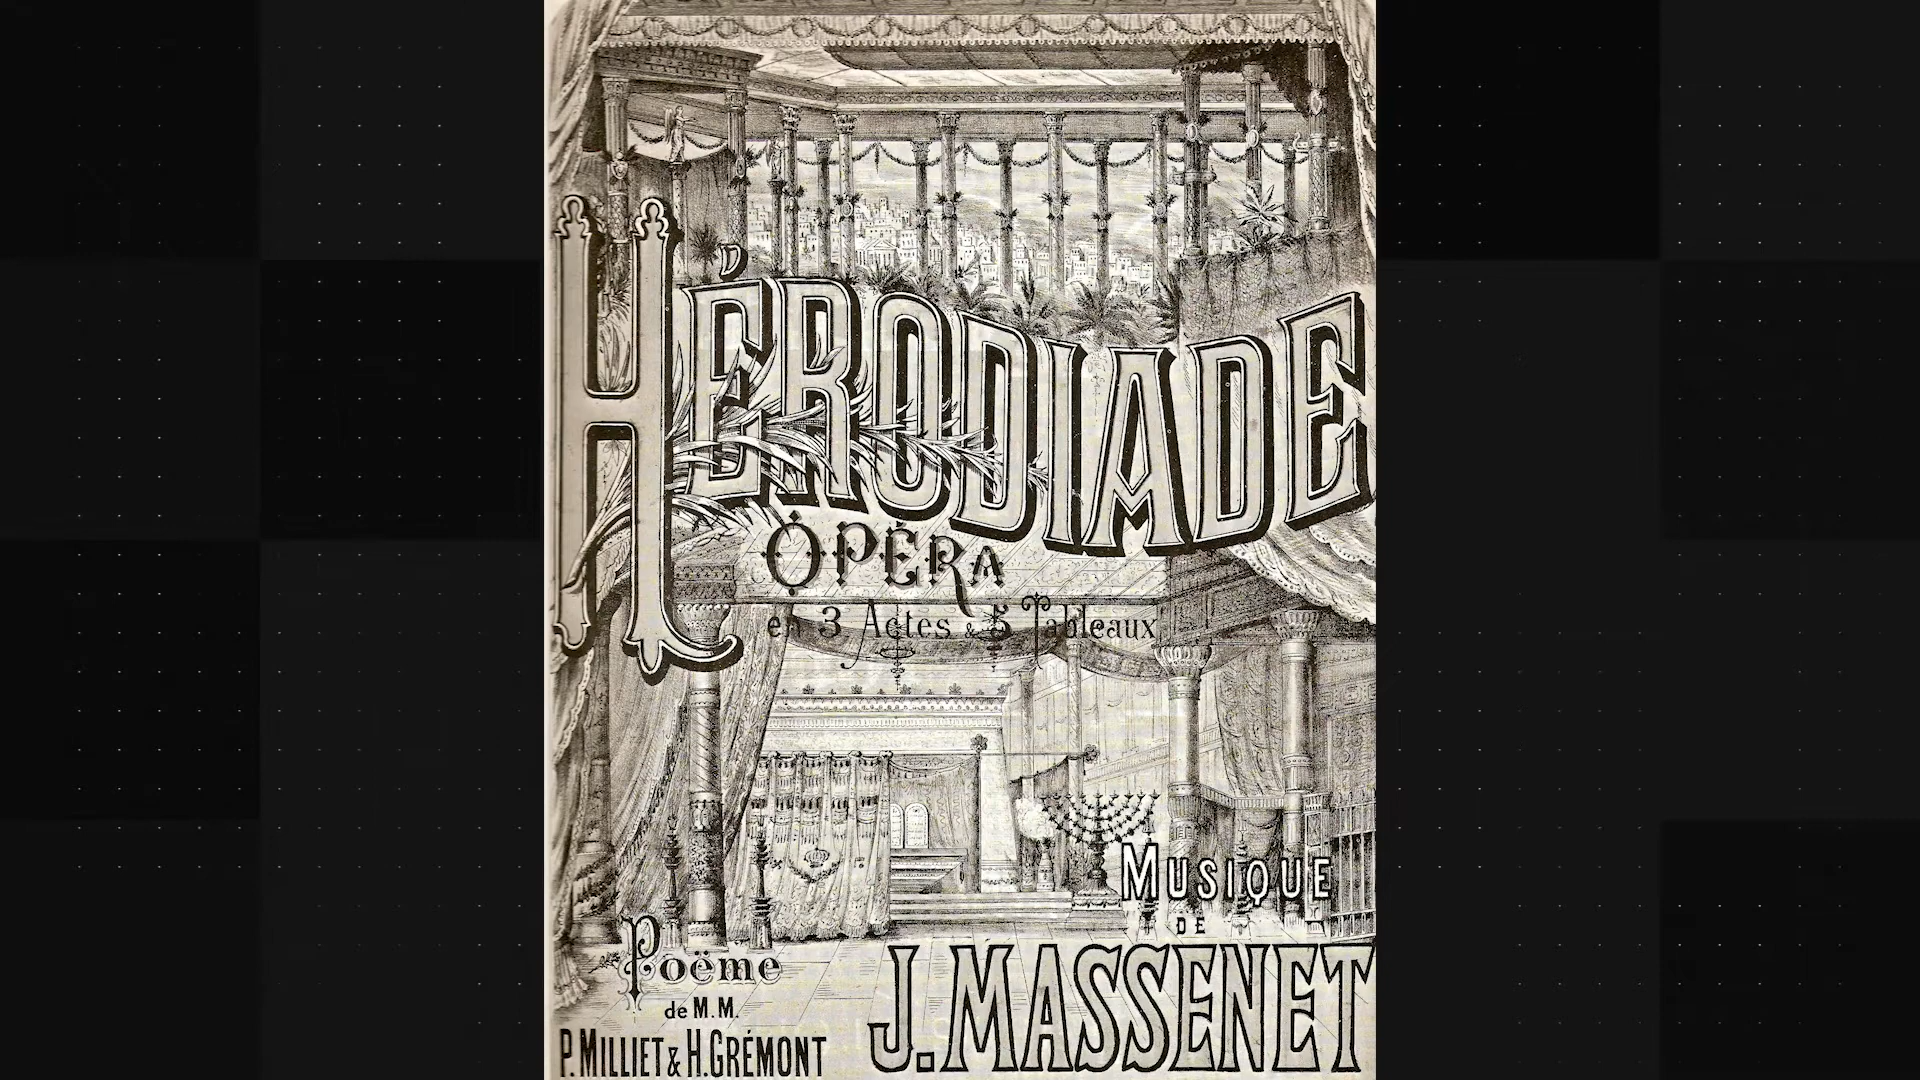 HÉRODIADE
OPÉRA
en 3 Actes & 5 Tableaux
MUSIQUE
DE
J. MASSENET
Poëme
de M.M.
P. MILLIET & H. GRÉMONT